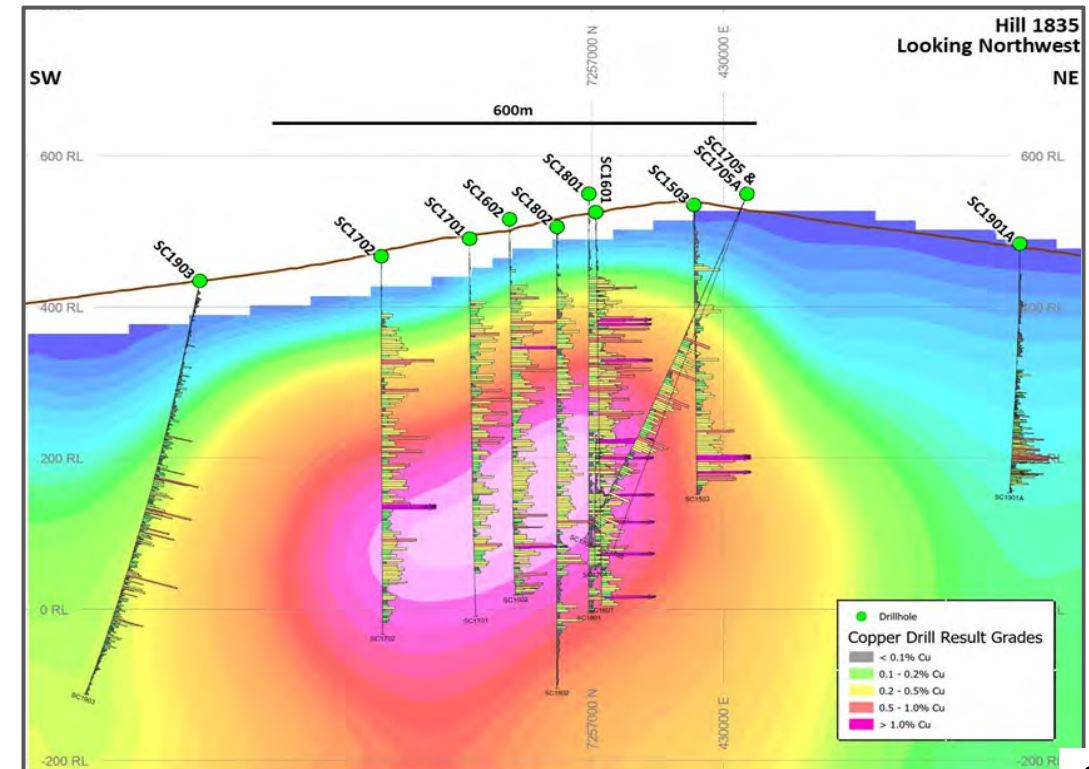 Hill 1835
Looking Northwest
SW
NE
7257000 N
430000 E
600m
600 RL
600 RL
SC1903
SC1702
SC1701
SC1602
SC1802
SC1801
SC1601
SC1503
SC1705 &
SC1705A
SC1901A
400 RL
400 RL
200 RL
RL
SC1503
SC1901A
0 RL
SC1602
SC1701
SC1601
SC1801
SC1702
SC1903
SC1802
Drillhole
Copper Drill Result Grades
< 0.1% Cu
0.1 - 0.2% Cu
0.2 - 0.5% Cu
0.5 - 1.0% Cu
> 1.0% Cu
7257000 N
430000 E
-200 RL
-200 RL